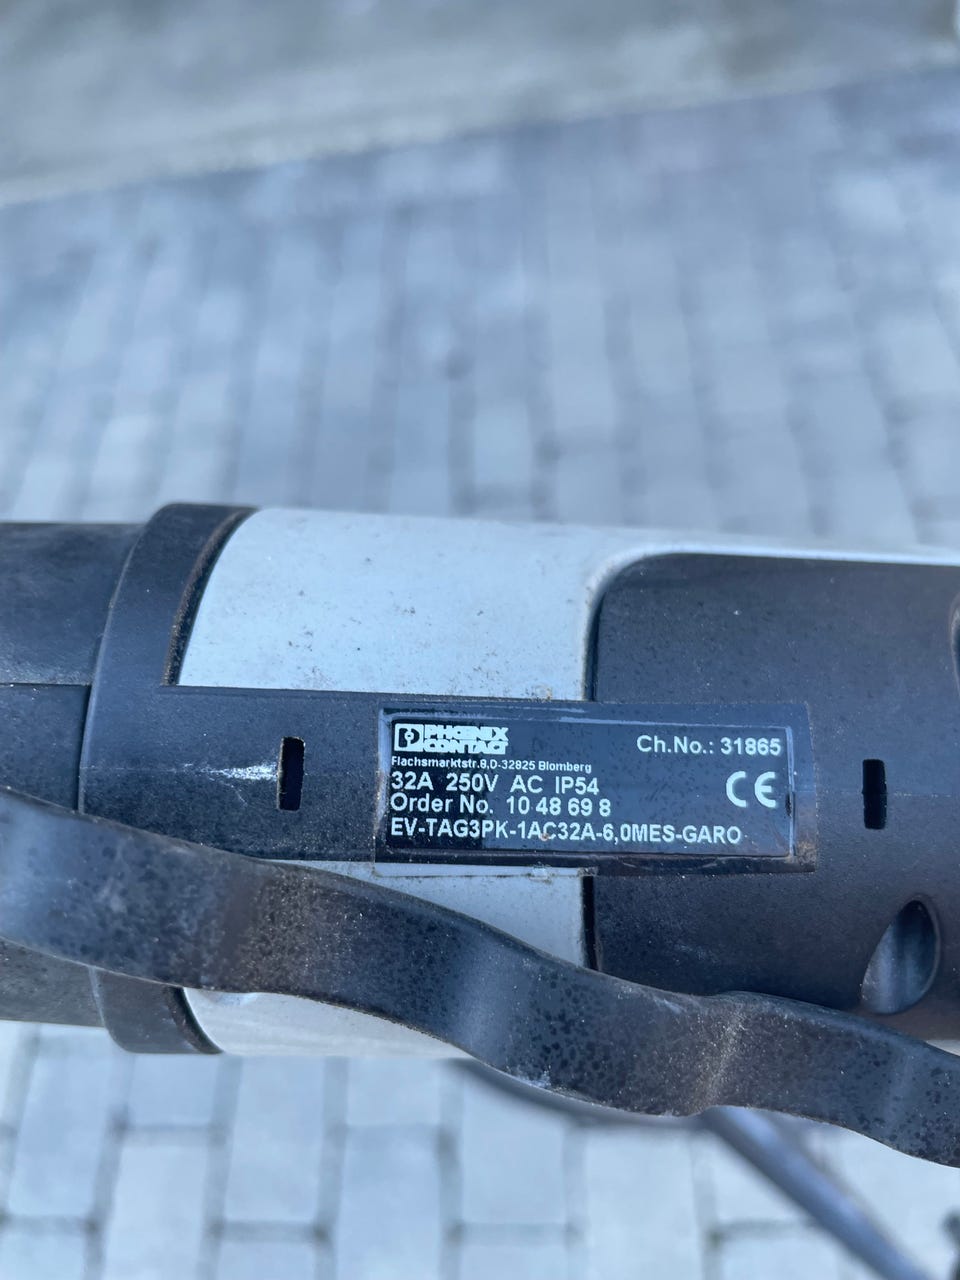 PHOENIX
CONTACT
Ch.No.: 31865
Flachsmarktstr.8,D-32825 Blomberg
32A 250V AC IP54
CE
Order No. 10 48 69 8
EV-TAG3PK-1AC32A-6,0MES-GARO